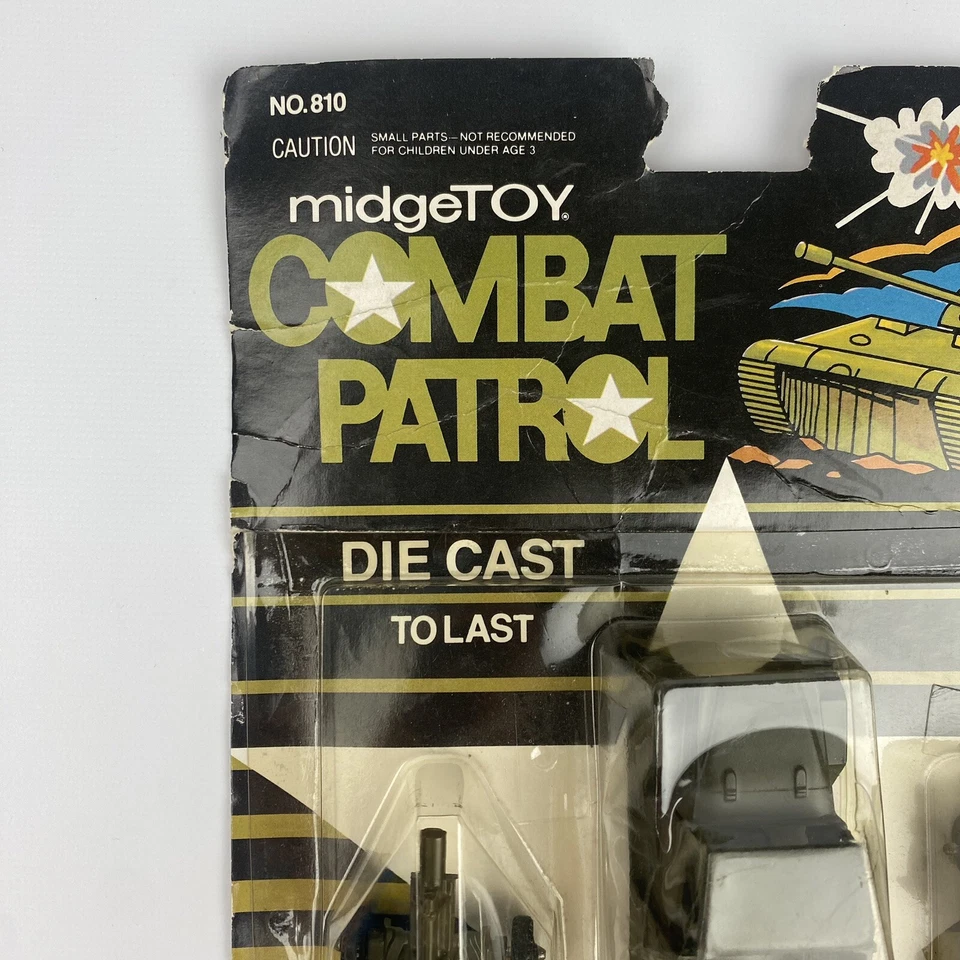 NO. 810
CAUTION SMALL PARTS—NOT RECOMMENDED
FOR CHILDREN UNDER AGE 3
midgeTOY®
COMBAT
PATROL
DIE CAST
TO LAST